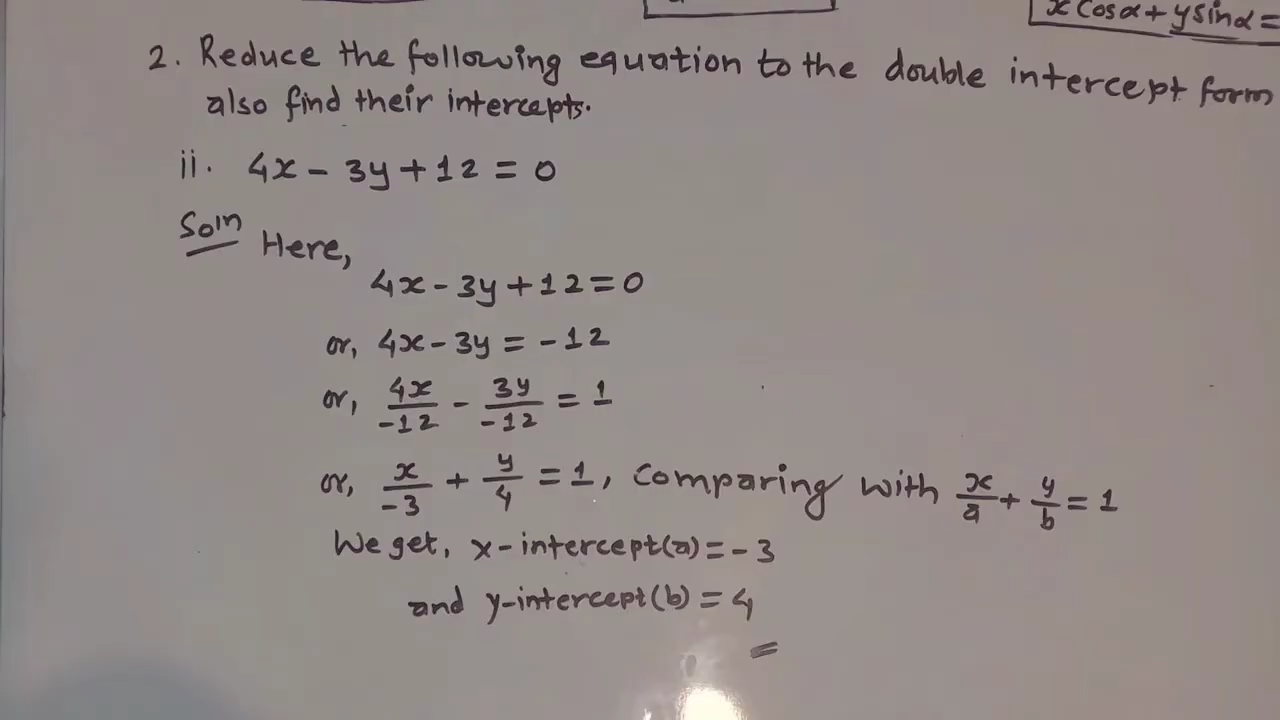 x cosα + y sinα =
2. Reduce the following equation to the double intercept form
also find their intercepts.
ii. 4x - 3y + 12 = 0
Soln Here,
4x - 3y + 12 = 0
or, 4x - 3y = -12
or, 4x/-12 - 3y/-12 = 1
or, x/-3 + y/4 = 1, Comparing with x/a + y/b = 1
We get, x-intercept(a) = -3
and y-intercept(b) = 4